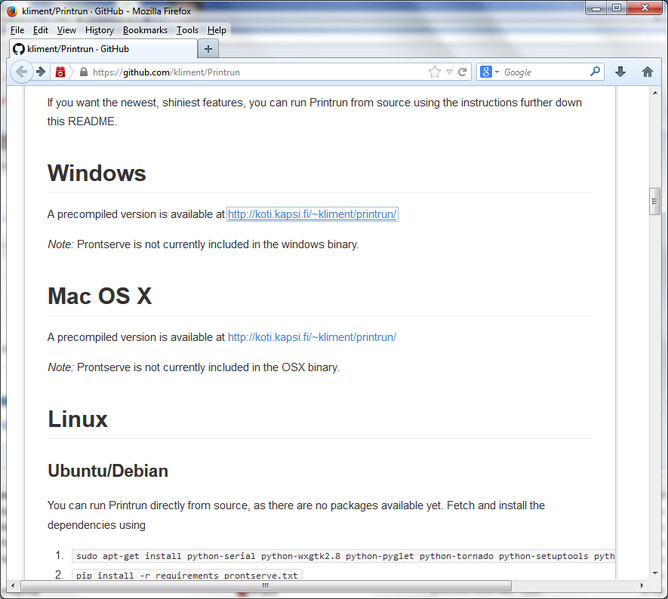 kliment/Printrun · GitHub - Mozilla Firefox
File Edit View History Bookmarks Tools Help
kliment/Printrun · GitHub
https://github.com/kliment/Printrun
Google
If you want the newest, shiniest features, you can run Printrun from source using the instructions further down
this README.
Windows
A precompiled version is available at http://koti.kapsi.fi/~kliment/printrun/
Note: Prontserve is not currently included in the windows binary.
Mac OS X
A precompiled version is available at http://koti.kapsi.fi/~kliment/printrun/
Note: Prontserve is not currently included in the OSX binary.
Linux
Ubuntu/Debian
You can run Printrun directly from source, as there are no packages available yet. Fetch and install the
dependencies using
1. sudo apt-get install python-serial python-wxgtk2.8 python-pyglet python-tornado python-setuptools pyth
2. pip install -r requirements prontserve.txt